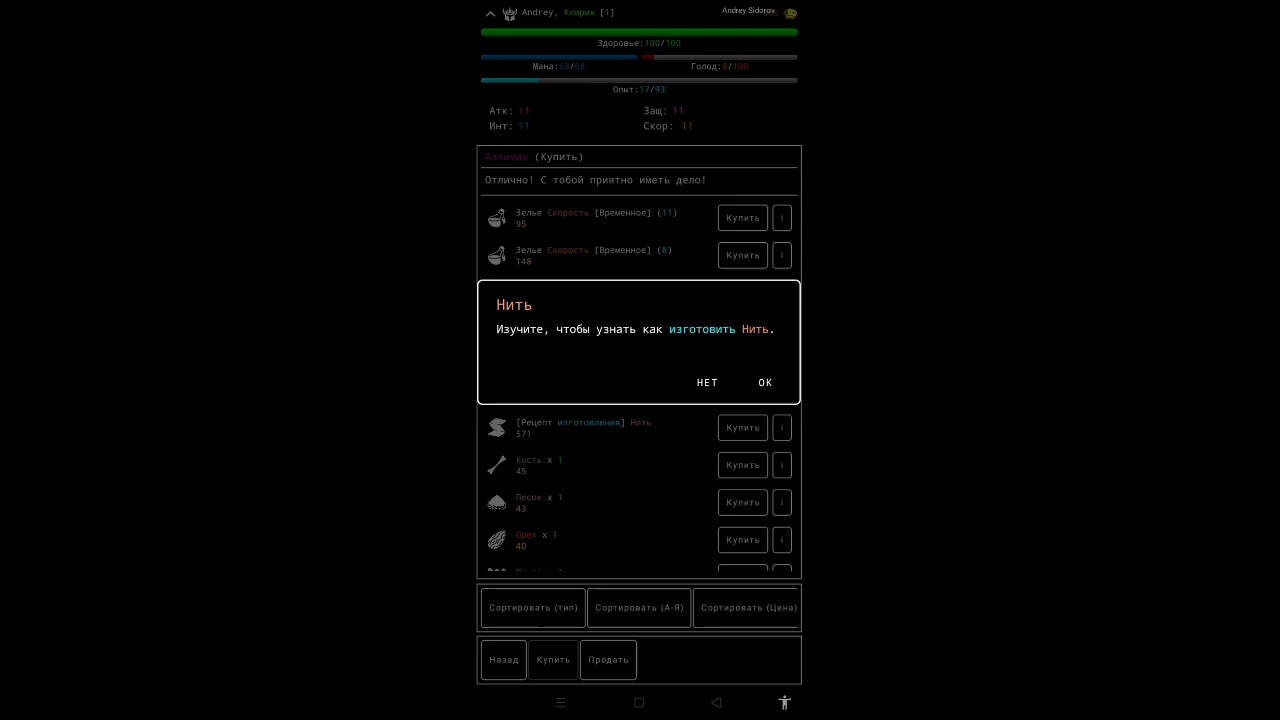 Andrey, Клирик [1]
Andrey Sidorov
Здоровье:100/100
Мана:60/60 Голод:8/100
Опыт:17/93
Атк: 11 Защ: 11
Инт: 11 Скор: 11
Алхимик (Купить)
Отлично! С тобой приятно иметь дело!
Зелье Скорость [Временное] (11)
95
Купить i
Зелье Скорость [Временное] (8)
148
Купить i
Нить
Изучите, чтобы узнать как изготовить Нить.
НЕТ ОК
[Рецепт изготовления] Нить
571
Купить i
Кость x 1
45
Купить i
Песок x 1
43
Купить i
Орех x 1
40
Купить i
Сортировать (тип) Сортировать (А-Я) Сортировать (Цена)
Назад Купить Продать